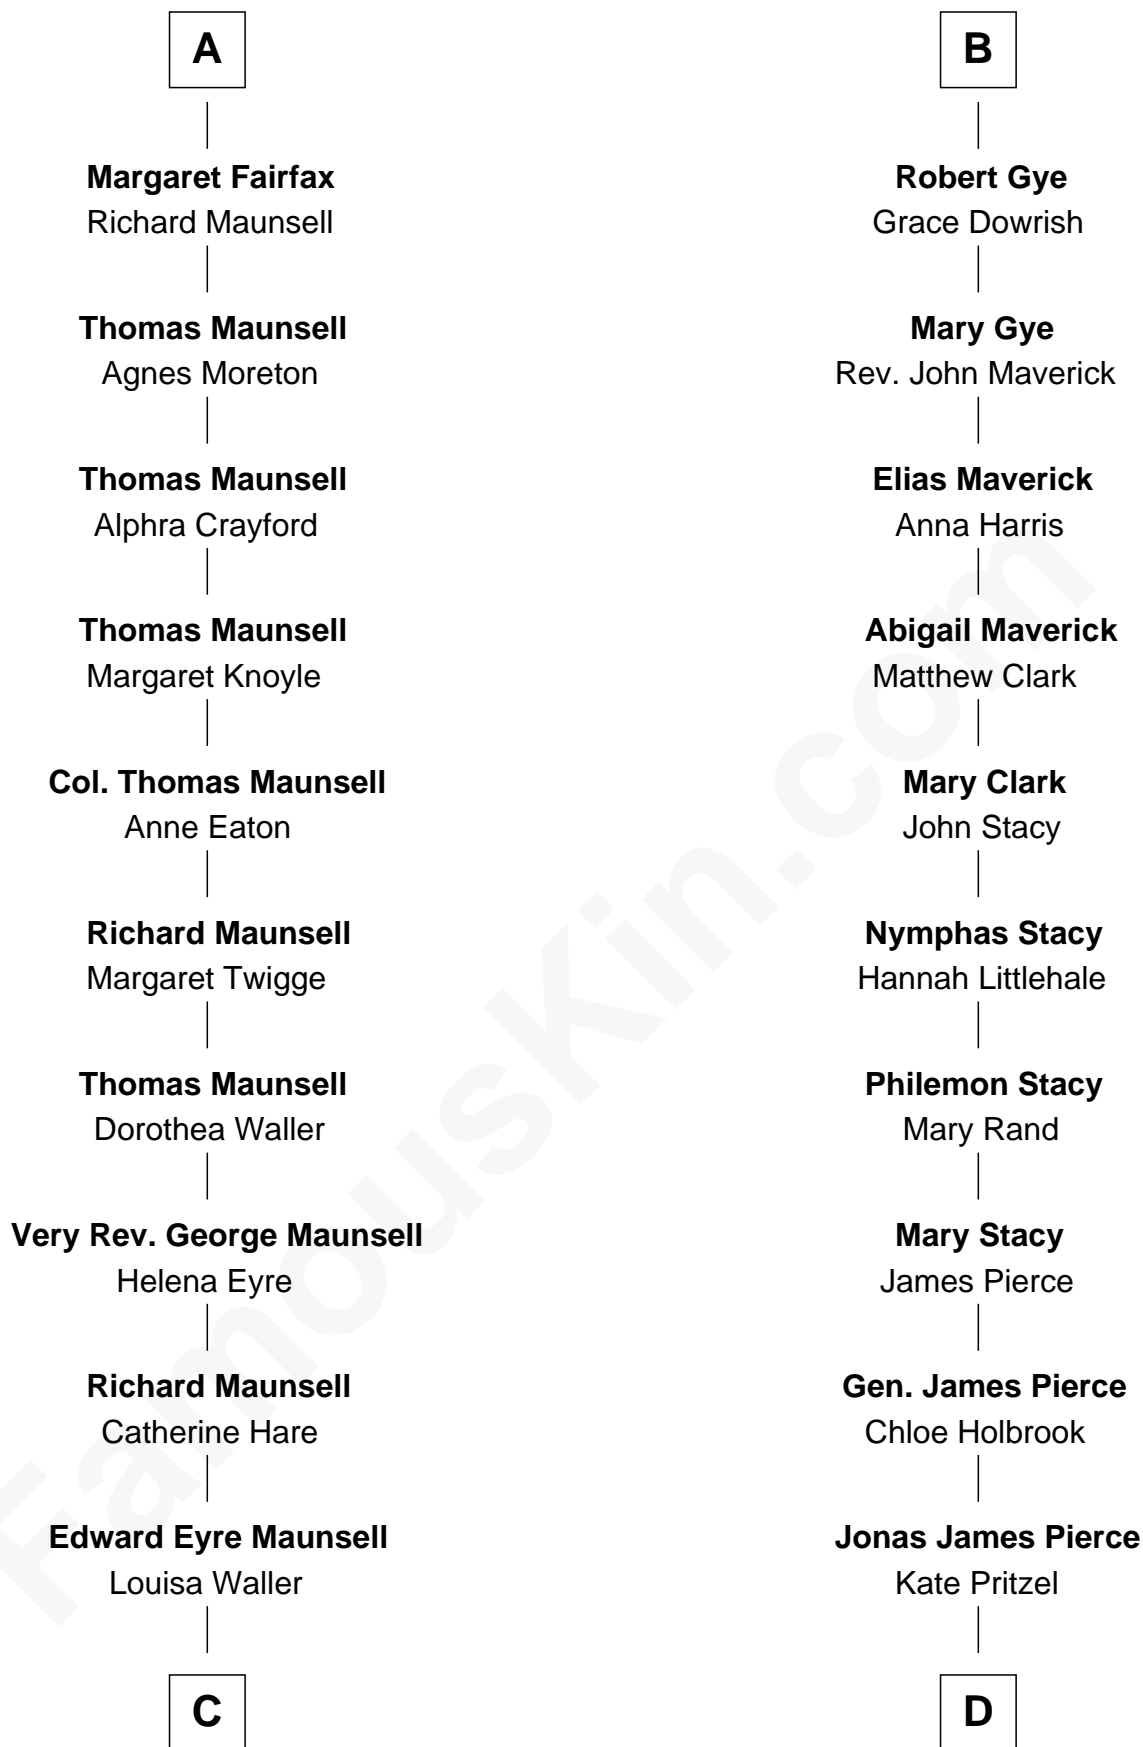 A
Margaret Fairfax
Richard Maunsell
Thomas Maunsell
Agnes Moreton
Thomas Maunsell
Alphra Crayford
Thomas Maunsell
Margaret Knoyle
Col. Thomas Maunsell
Anne Eaton
Richard Maunsell
Margaret Twigge
Thomas Maunsell
Dorothea Waller
Very Rev. George Maunsell
Helena Eyre
Richard Maunsell
Catherine Hare
Edward Eyre Maunsell
Louisa Waller
C
B
Robert Gye
Grace Dowrish
Mary Gye
Rev. John Maverick
Elias Maverick
Anna Harris
Abigail Maverick
Matthew Clark
Mary Clark
John Stacy
Nymphas Stacy
Hannah Littlehale
Philemon Stacy
Mary Rand
Mary Stacy
James Pierce
Gen. James Pierce
Chloe Holbrook
Jonas James Pierce
Kate Pritzel
D
FamousKin.com